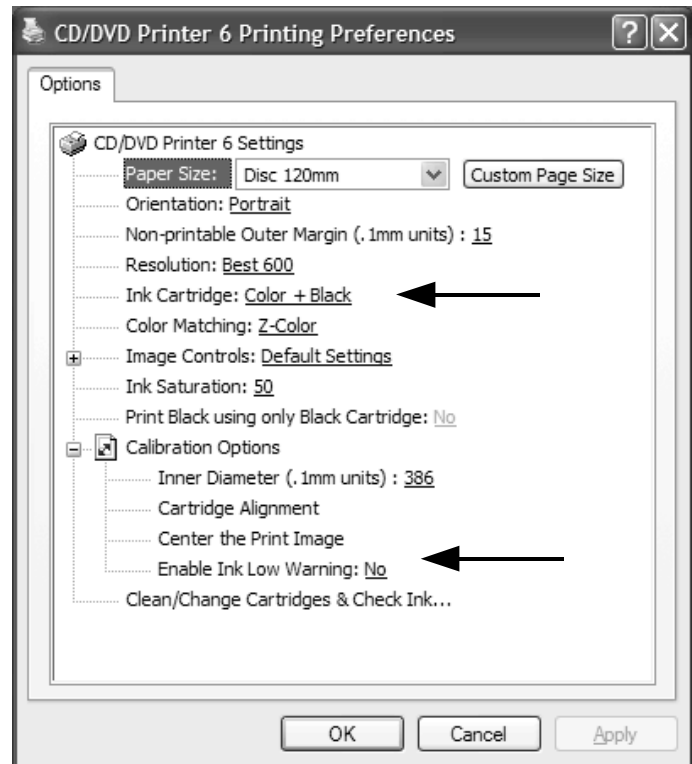 CD/DVD Printer 6 Printing Preferences
Options
CD/DVD Printer 6 Settings
Paper Size: Disc 120mm Custom Page Size
Orientation: Portrait
Non-printable Outer Margin (.1mm units) : 15
Resolution: Best 600
Ink Cartridge: Color + Black
Color Matching: Z-Color
Image Controls: Default Settings
Ink Saturation: 50
Print Black using only Black Cartridge: No
Calibration Options
Inner Diameter (.1mm units) : 386
Cartridge Alignment
Center the Print Image
Enable Ink Low Warning: No
Clean/Change Cartridges & Check Ink...
OK Cancel Apply